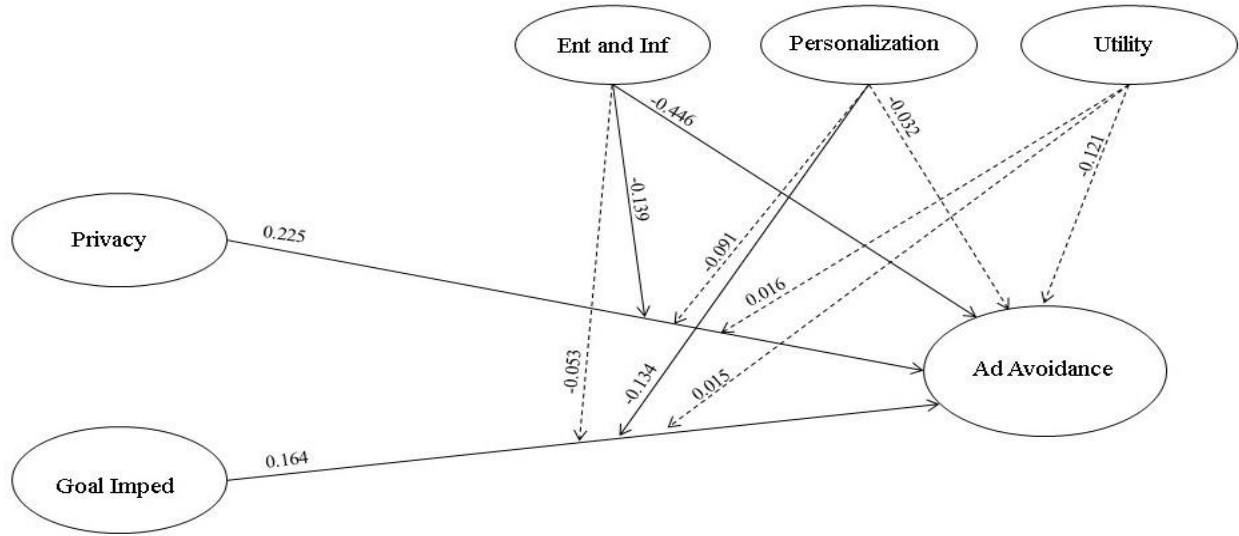 Ent and Inf
Personalization
Utility
-0.446
-0.032
-0.121
-0.139
Privacy
0.225
-0.091
0.016
Ad Avoidance
-0.053
-0.134
0.015
Goal Imped
0.164